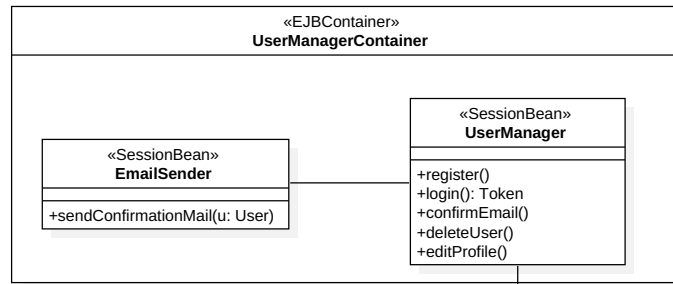 «EJBContainer»
UserManagerContainer
«SessionBean»
EmailSender
+sendConfirmationMail(u: User)
«SessionBean»
UserManager
+register()
+login(): Token
+confirmEmail()
+deleteUser()
+editProfile()